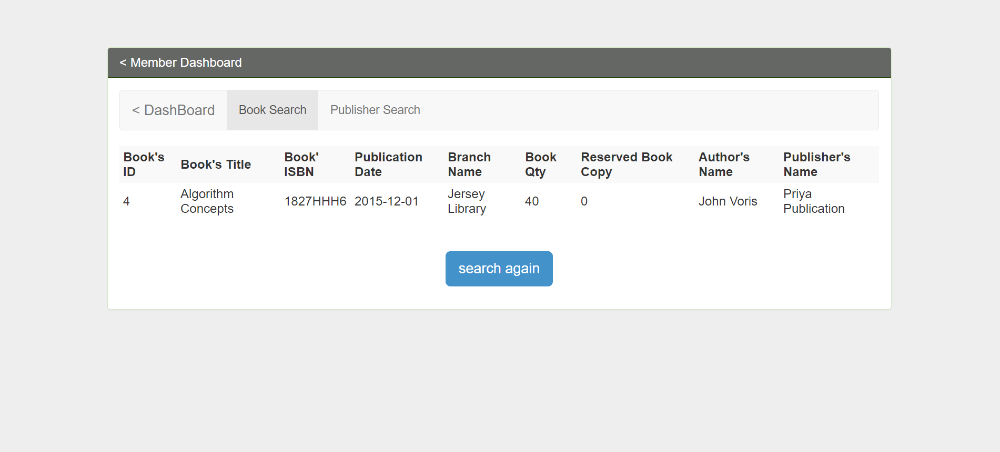 < Member Dashboard
< DashBoard Book Search Publisher Search
Book's ID Book's Title Book' ISBN Publication Date Branch Name Book Qty Reserved Book Copy Author's Name Publisher's Name
4 Algorithm Concepts 1827HHH6 2015-12-01 Jersey Library 40 0 John Voris Priya Publication
search again